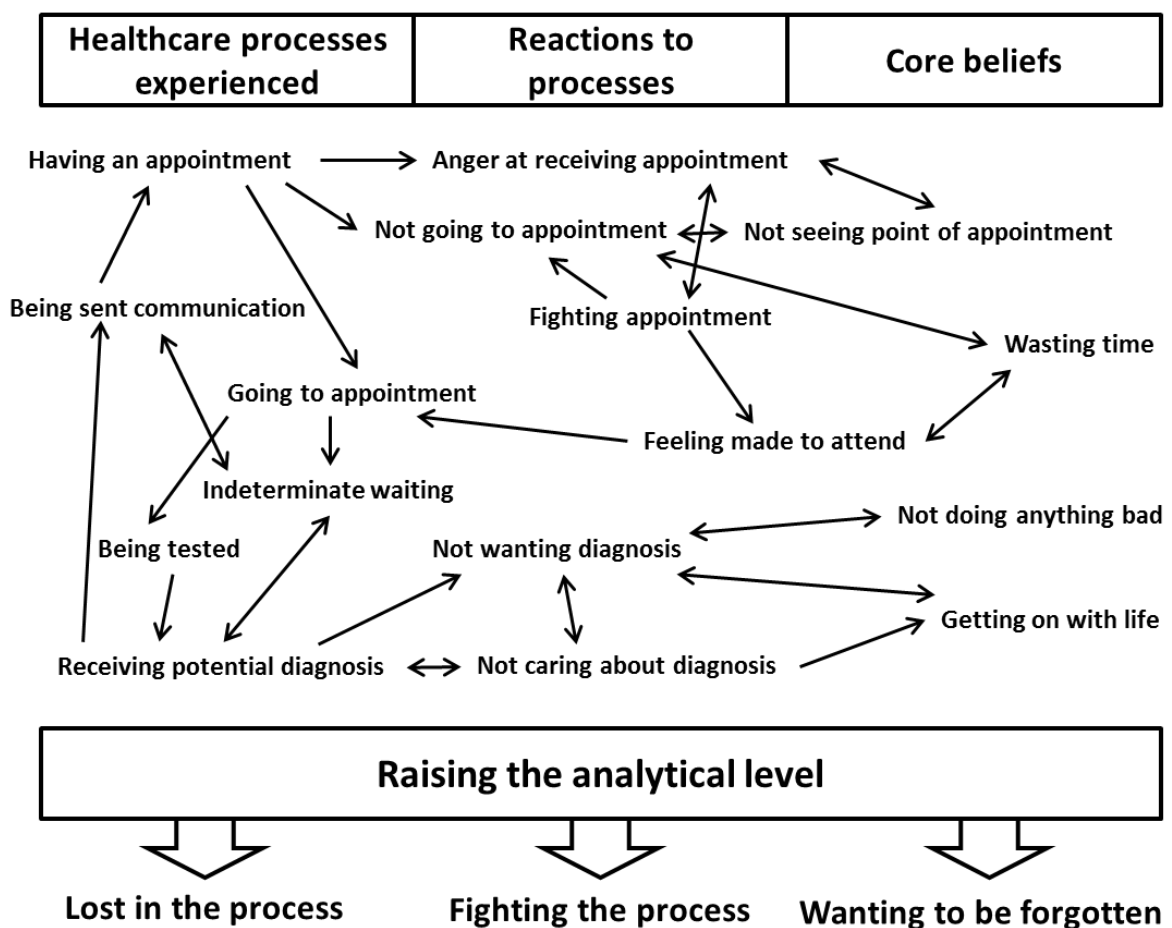 Healthcare processes
experienced
Reactions to
processes
Core beliefs
Having an appointment
Anger at receiving appointment
Not going to appointment
Not seeing point of appointment
Being sent communication
Fighting appointment
Wasting time
Going to appointment
Feeling made to attend
Indeterminate waiting
Not doing anything bad
Being tested
Not wanting diagnosis
Getting on with life
Receiving potential diagnosis
Not caring about diagnosis
Raising the analytical level
Lost in the process
Fighting the process
Wanting to be forgotten